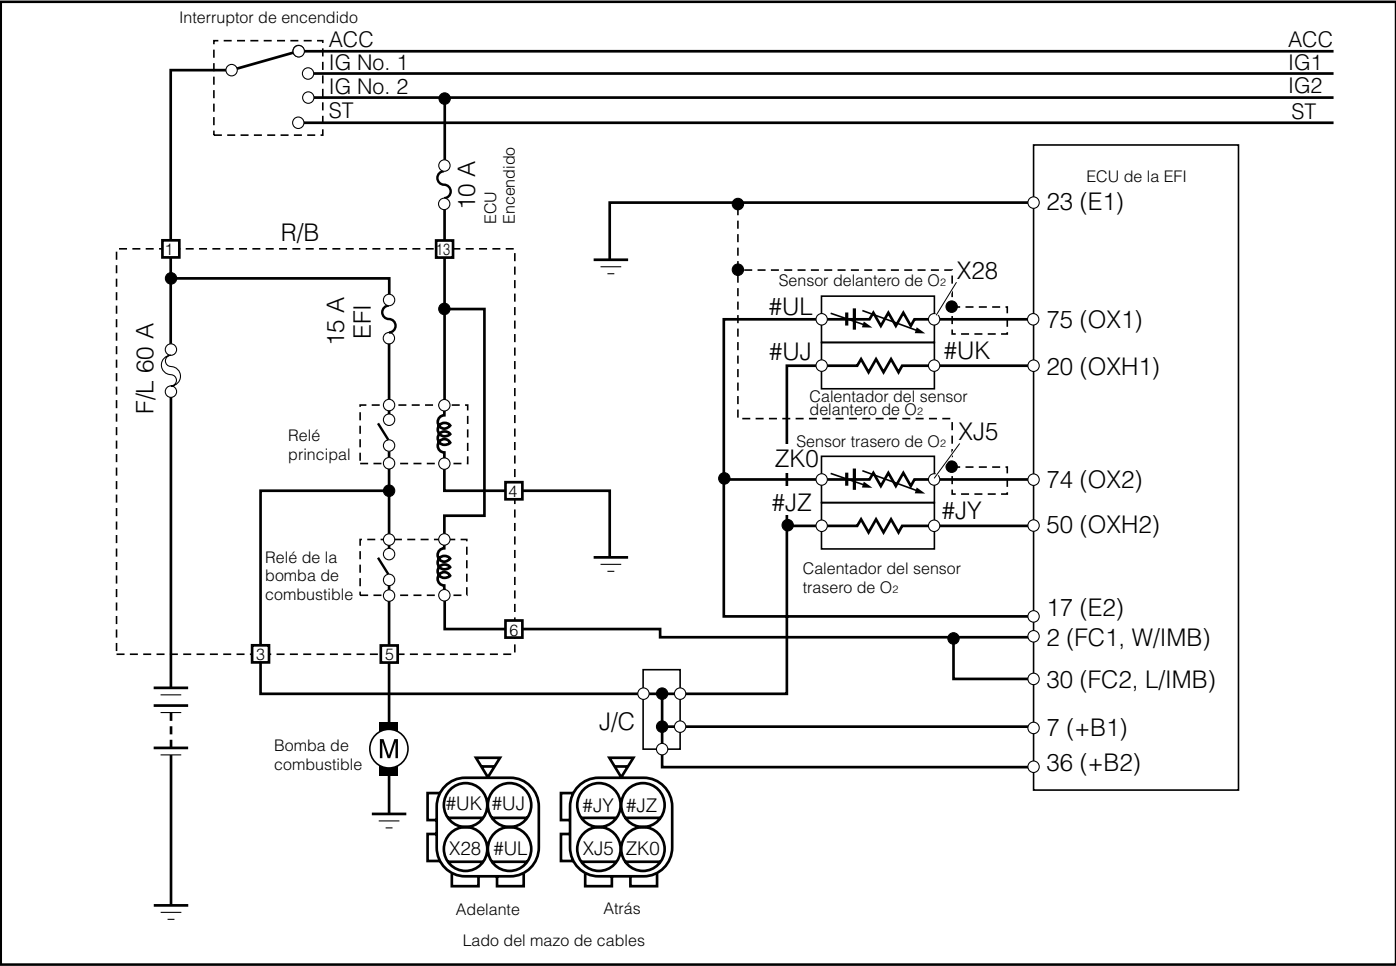 Interruptor de encendido
ACC
ACC
IG No. 1
IG1
IG No. 2
IG2
ST
ST
10 A
ECU
Encendido
ECU de la EFI
23 (E1)
R/B
1
13
X28
Sensor delantero de O2
15 A
EFI
#UL
75 (OX1)
F/L 60 A
#UJ
#UK
20 (OXH1)
Calentador del sensor
delantero de O2
Relé
principal
Sensor trasero de O2
XJ5
ZK0
74 (OX2)
4
#JZ
#JY
50 (OXH2)
Relé de la
bomba de
combustible
Calentador del sensor
trasero de O2
17 (E2)
6
2 (FC1, W/IMB)
3
5
30 (FC2, L/IMB)
J/C
7 (+B1)
Bomba de
combustible
M
36 (+B2)
#UK
#UJ
#JY
#JZ
X28
#UL
XJ5
ZK0
Adelante
Atrás
Lado del mazo de cables